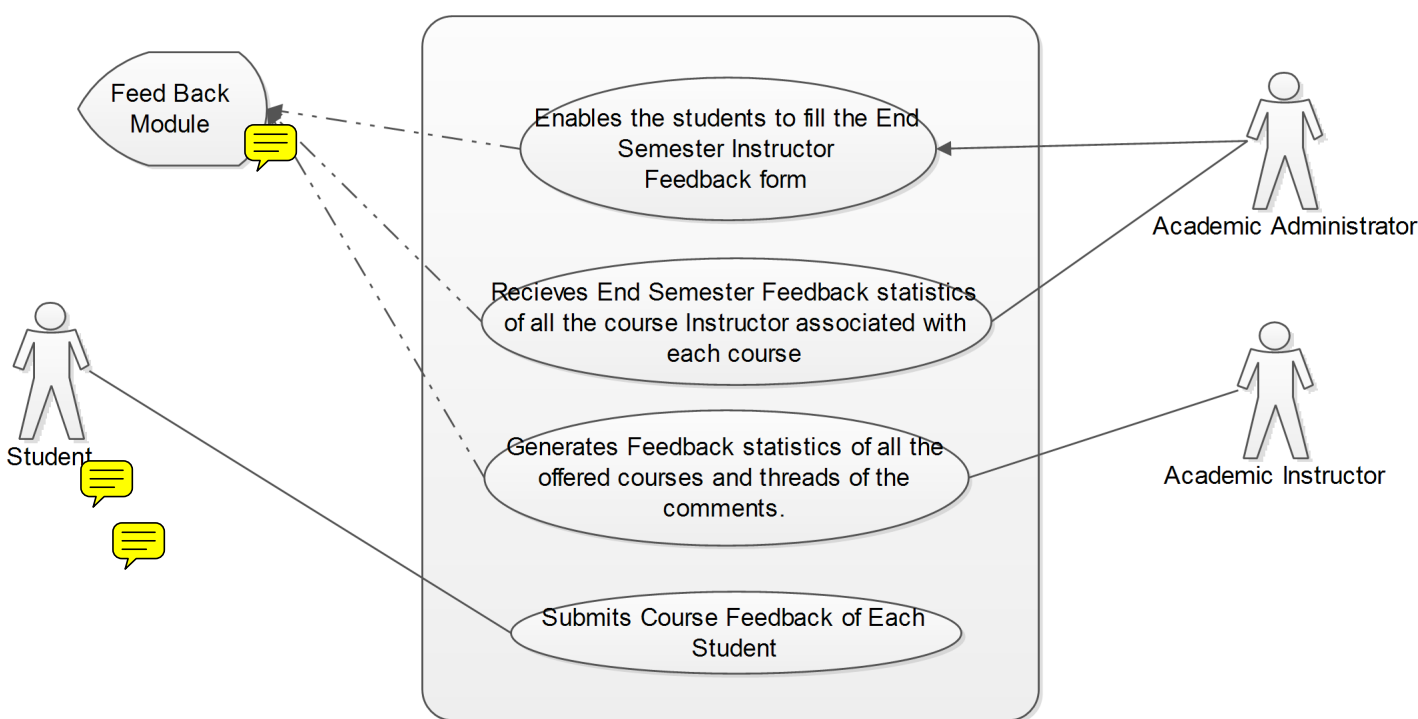 Feed Back
Module
Enables the students to fill the End
Semester Instructor
Feedback form
Academic Administrator
Recieves End Semester Feedback statistics
of all the course Instructor associated with
each course
Student
Generates Feedback statistics of all the
offered courses and threads of the
comments.
Academic Instructor
Submits Course Feedback of Each
Student